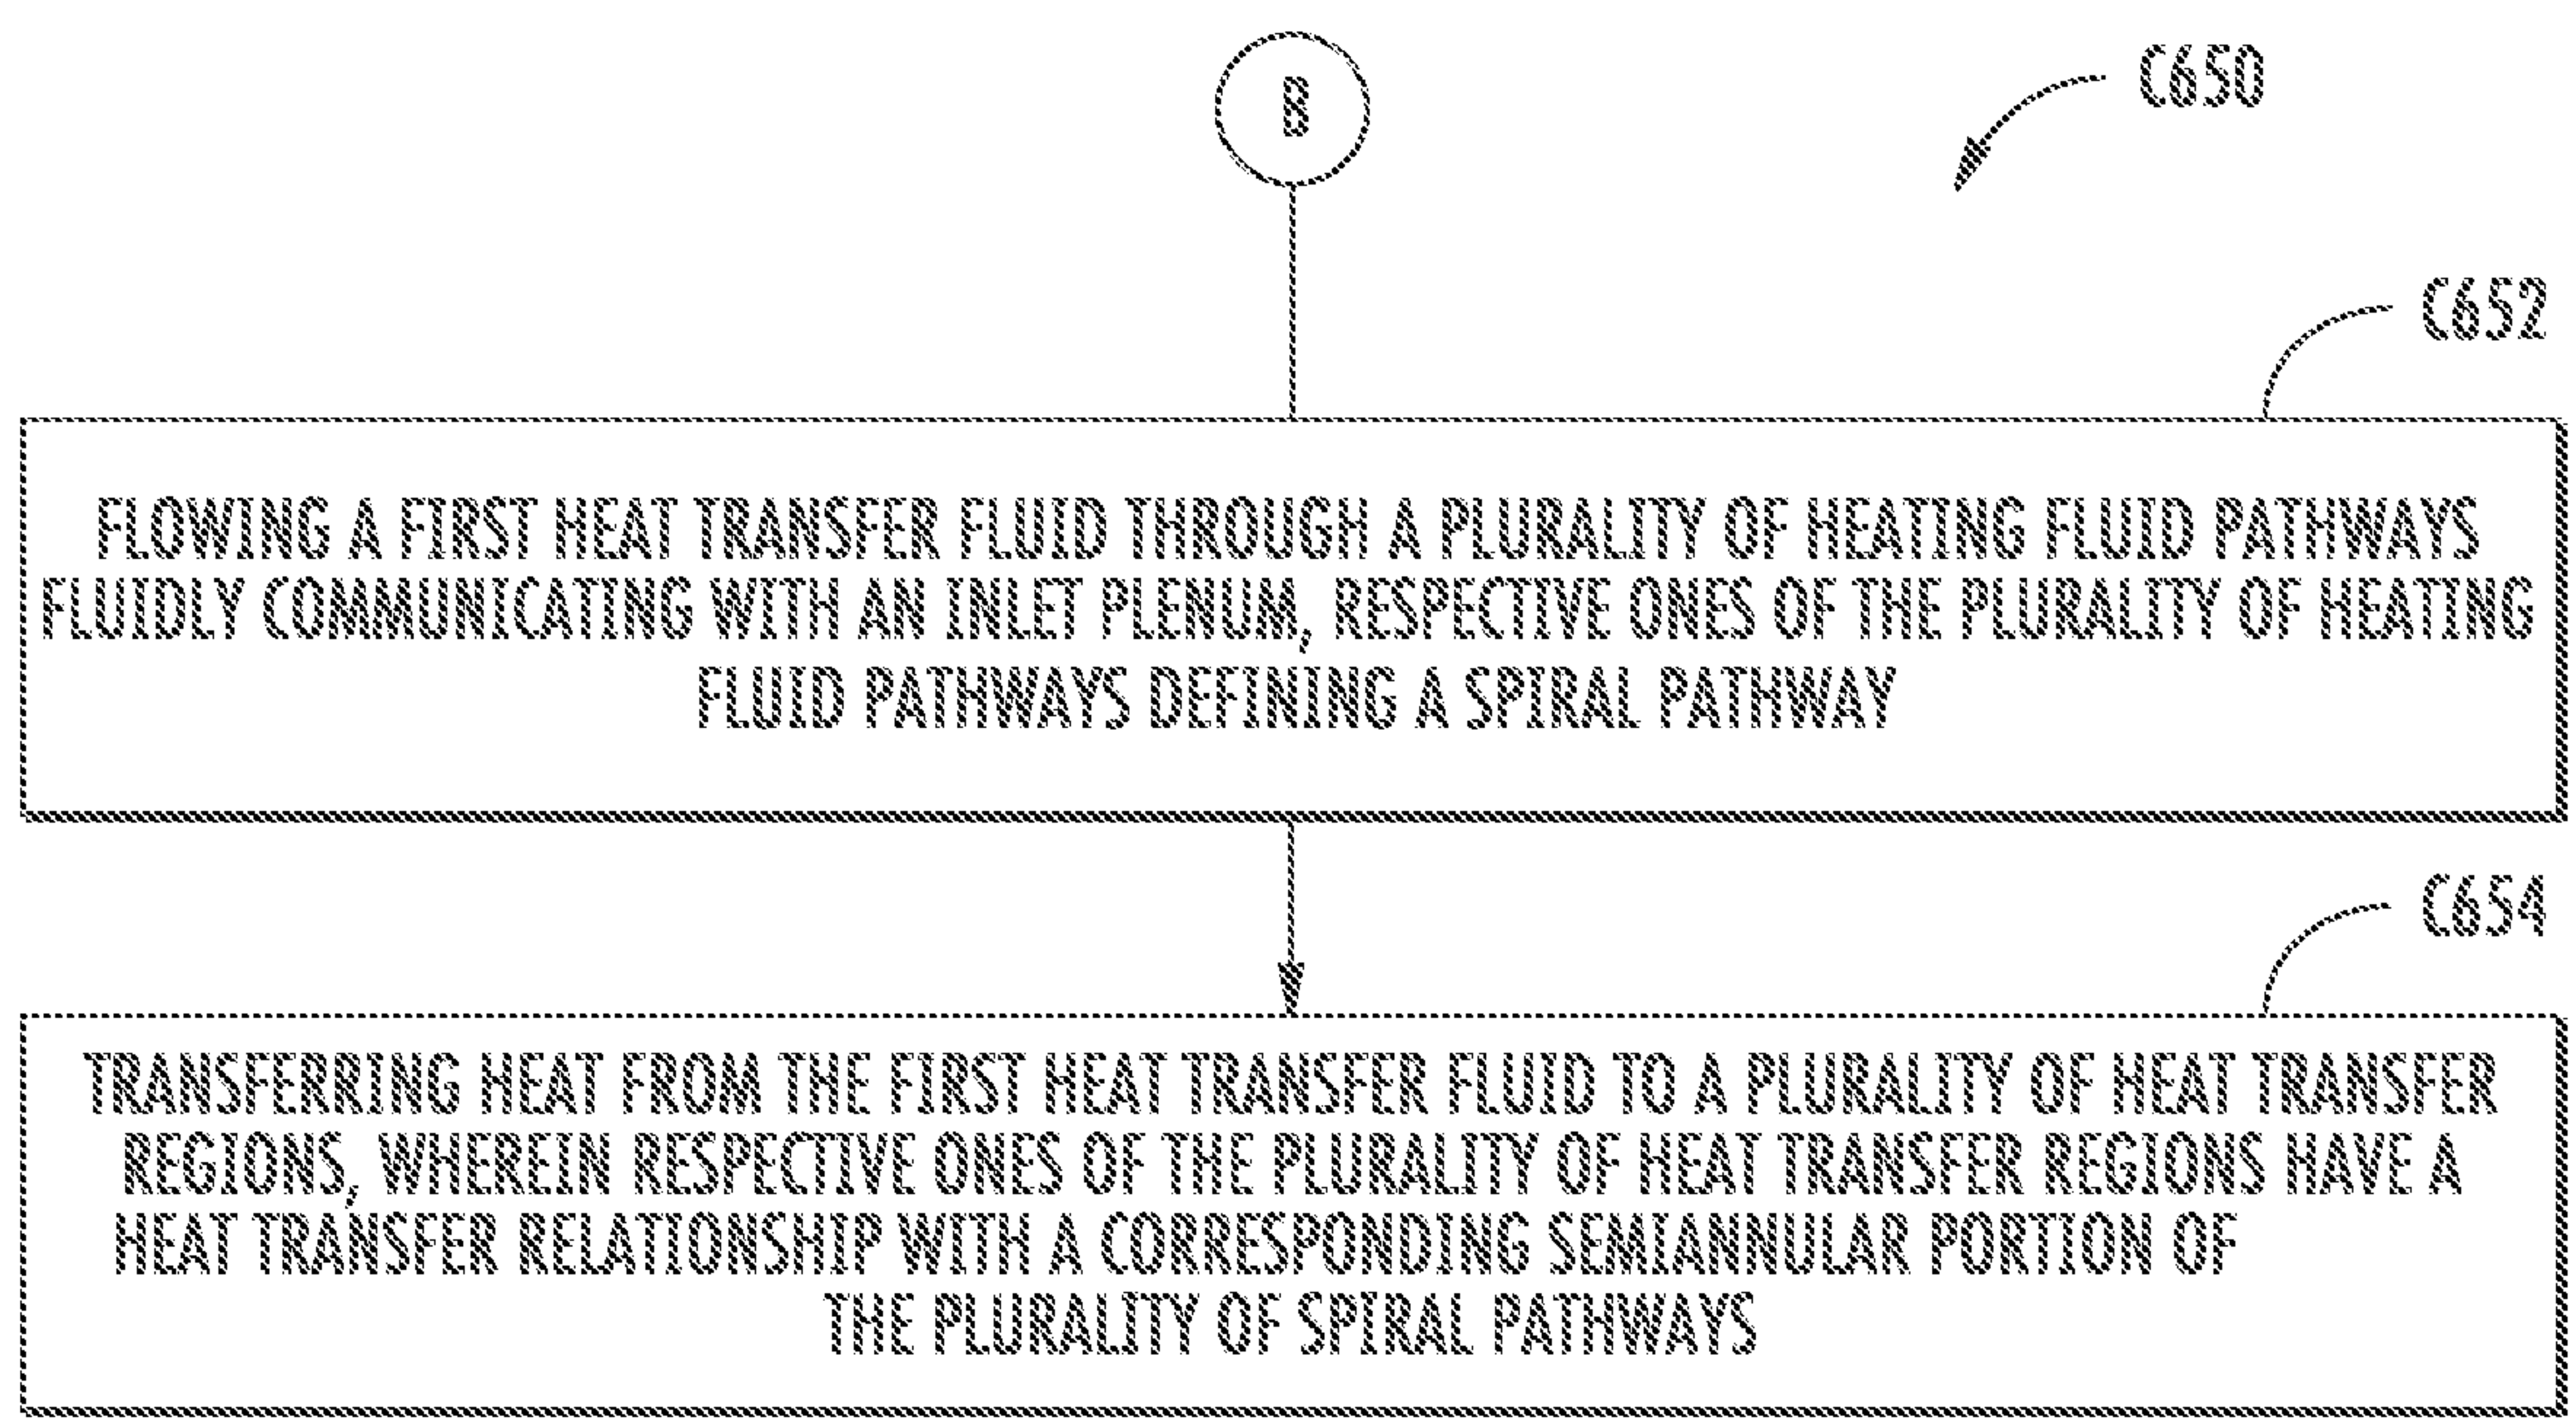 B
C650
C652
FLOWING A FIRST HEAT TRANSFER FLUID THROUGH A PLURALITY OF HEATING FLUID PATHWAYS
FLUIDLY COMMUNICATING WITH AN INLET PLENUM, RESPECTIVE ONES OF THE PLURALITY OF HEATING
FLUID PATHWAYS DEFINING A SPIRAL PATHWAY
C654
TRANSFERRING HEAT FROM THE FIRST HEAT TRANSFER FLUID TO A PLURALITY OF HEAT TRANSFER
REGIONS, WHEREIN RESPECTIVE ONES OF THE PLURALITY OF HEAT TRANSFER REGIONS HAVE A
HEAT TRANSFER RELATIONSHIP WITH A CORRESPONDING SEMIANNULAR PORTION OF
THE PLURALITY OF SPIRAL PATHWAYS